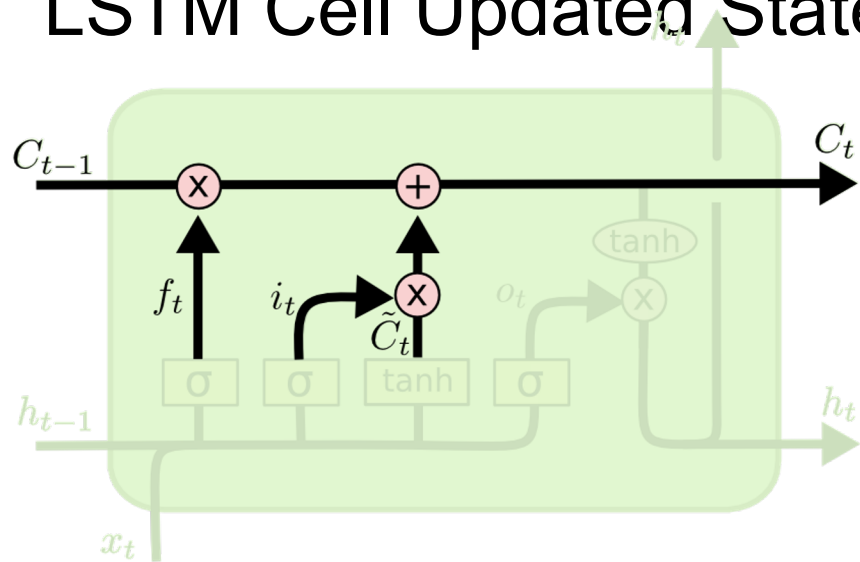 LSTM Cell Updated State
h_t
C_{t-1}
C_t
x
+
tanh
f_t
i_t
x
o_t
x
C̃_t
σ
σ
tanh
σ
h_{t-1}
h_t
x_t